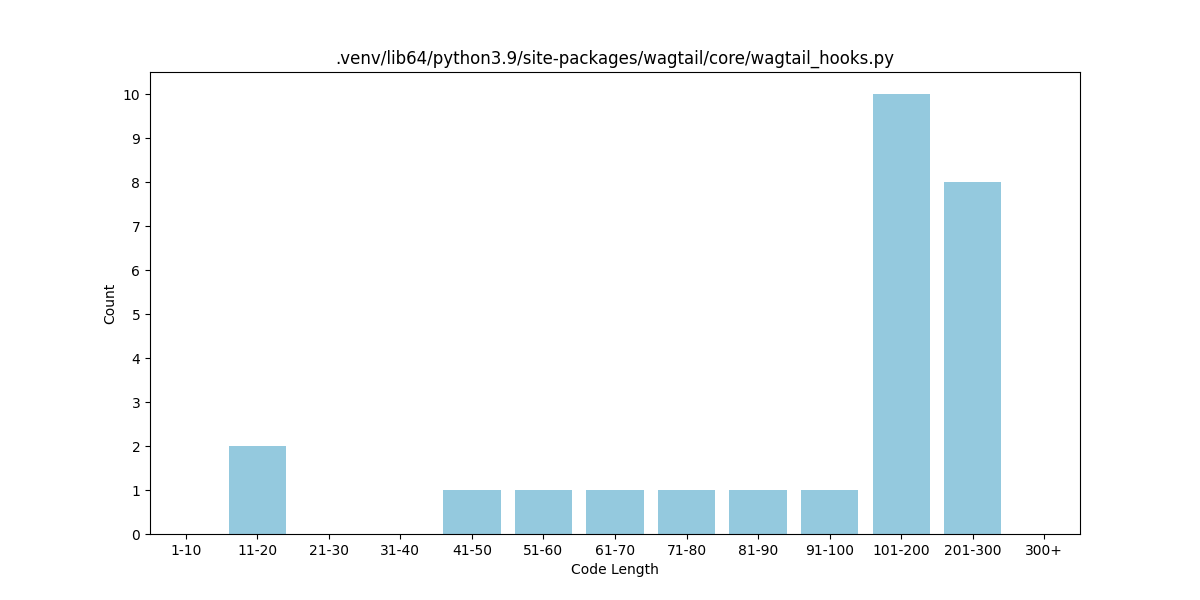 .venv/lib64/python3.9/site-packages/wagtail/core/wagtail_hooks.py
Count
10
9
8
7
6
5
4
3
2
1
0
1-10 11-20 21-30 31-40 41-50 51-60 61-70 71-80 81-90 91-100 101-200 201-300 300+
Code Length